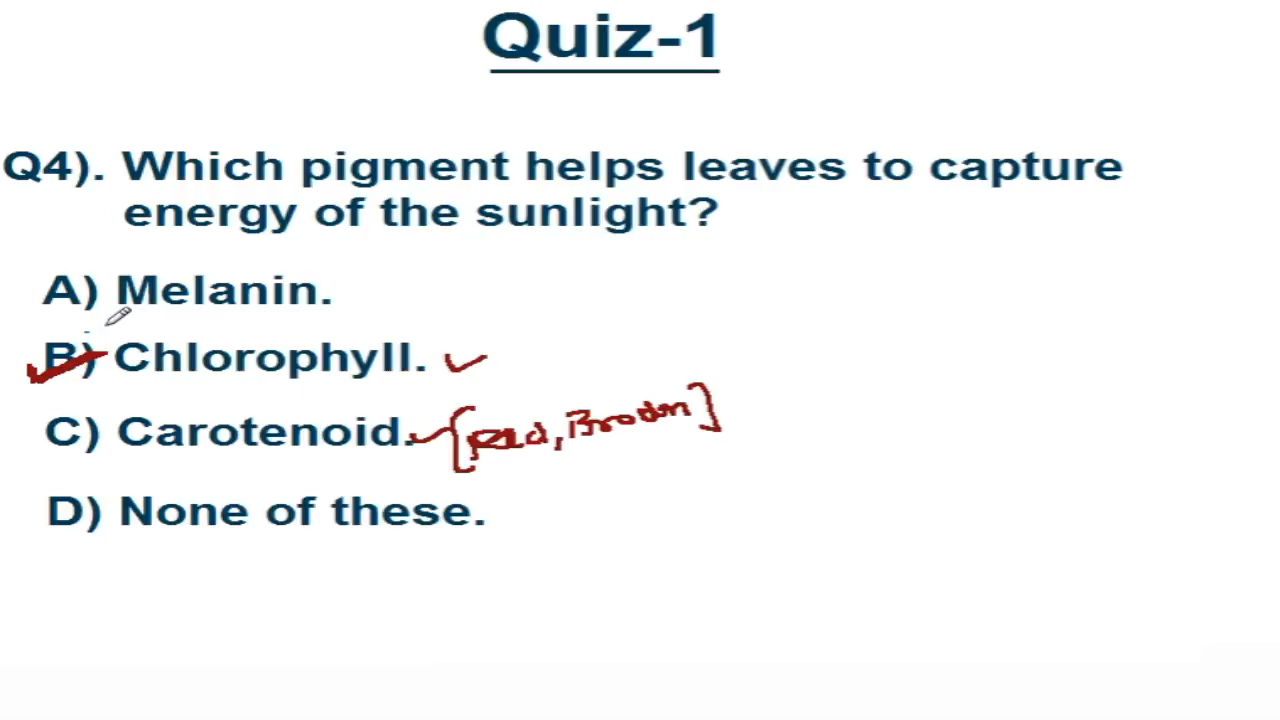 Quiz-1
Q4). Which pigment helps leaves to capture
energy of the sunlight?
A) Melanin.
B) Chlorophyll.
C) Carotenoid. [Red, Brown]
D) None of these.